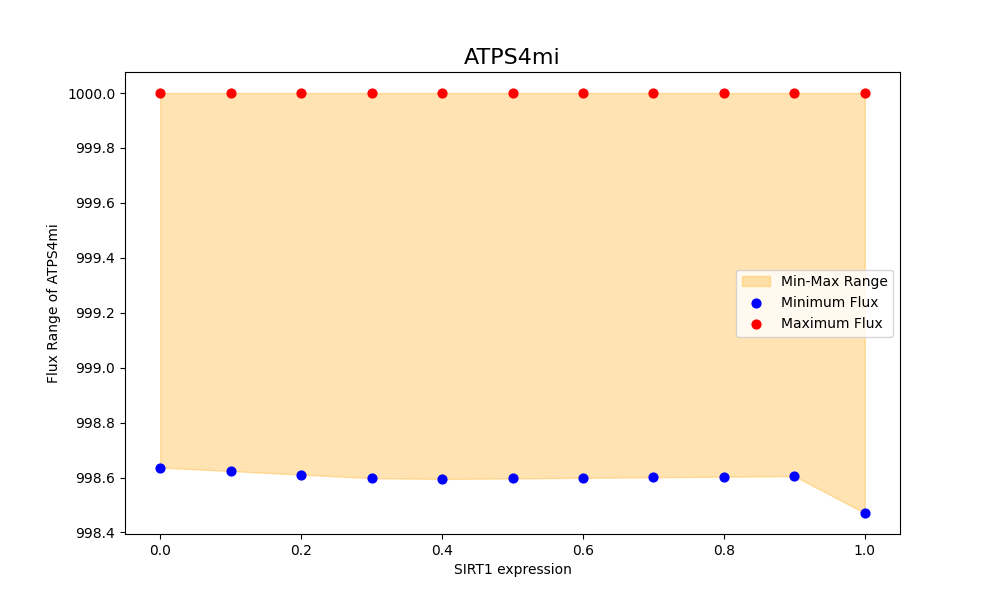 ATPS4mi
1000.0
999.8
999.6
999.4
999.2
999.0
998.8
998.6
998.4
Flux Range of ATPS4mi
Min-Max Range
Minimum Flux
Maximum Flux
0.0 0.2 0.4 0.6 0.8 1.0
SIRT1 expression